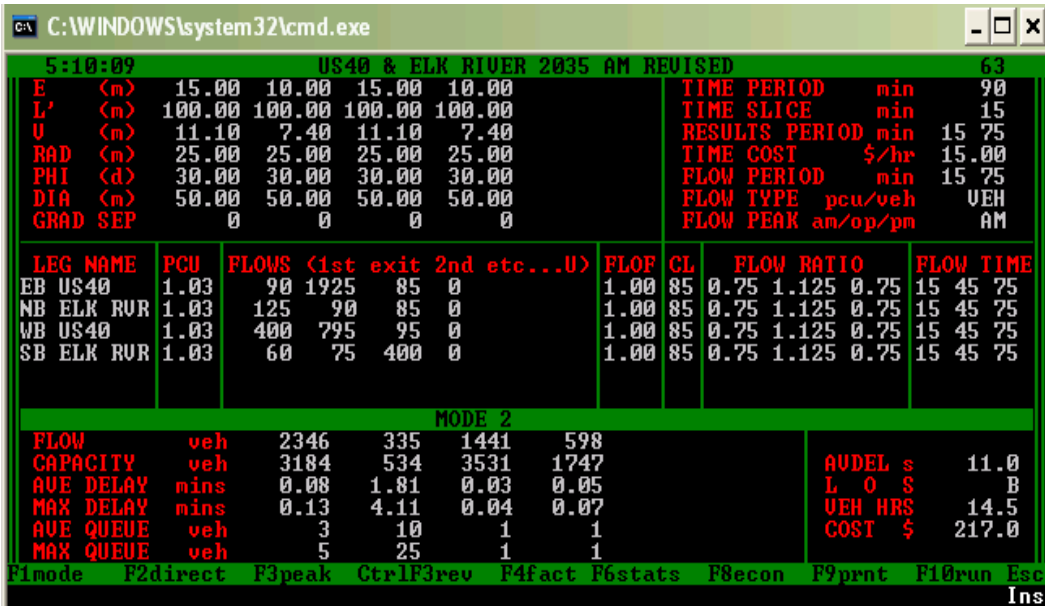 C:\WINDOWS\system32\cmd.exe
5:10:09 US40 & ELK RIVER 2035 AM REVISED 63
E (m) 15.00 10.00 15.00 10.00 TIME PERIOD min 90
L' (m) 100.00 100.00 100.00 100.00 TIME SLICE min 15
V (m) 11.10 7.40 11.10 7.40 RESULTS PERIOD min 15 75
RAD (m) 25.00 25.00 25.00 25.00 TIME COST $/hr 15.00
PHI (d) 30.00 30.00 30.00 30.00 FLOW PERIOD min 15 75
DIA (m) 50.00 50.00 50.00 50.00 FLOW TYPE pcu/veh VEH
GRAD SEP 0 0 0 0 FLOW PEAK am/op/pm AM
LEG NAME PCU FLOWS (1st exit 2nd etc...U) FLOF CL FLOW RATIO FLOW TIME
EB US40 1.03 90 1925 85 0 1.00 85 0.75 1.125 0.75 15 45 75
NB ELK RVR 1.03 125 90 85 0 1.00 85 0.75 1.125 0.75 15 45 75
WB US40 1.03 400 795 95 0 1.00 85 0.75 1.125 0.75 15 45 75
SB ELK RVR 1.03 60 75 400 0 1.00 85 0.75 1.125 0.75 15 45 75
MODE 2
FLOW veh 2346 335 1441 598
CAPACITY veh 3184 534 3531 1747 AVDEL s 11.0
AVE DELAY mins 0.08 1.81 0.03 0.05 L O S B
MAX DELAY mins 0.13 4.11 0.04 0.07 VEH HRS 14.5
AVE QUEUE veh 3 10 1 1 COST $ 217.0
MAX QUEUE veh 5 25 1 1
F1mode F2direct F3peak CtrlF3rev F4fact F6stats F8econ F9prnt F10run Esc
Ins